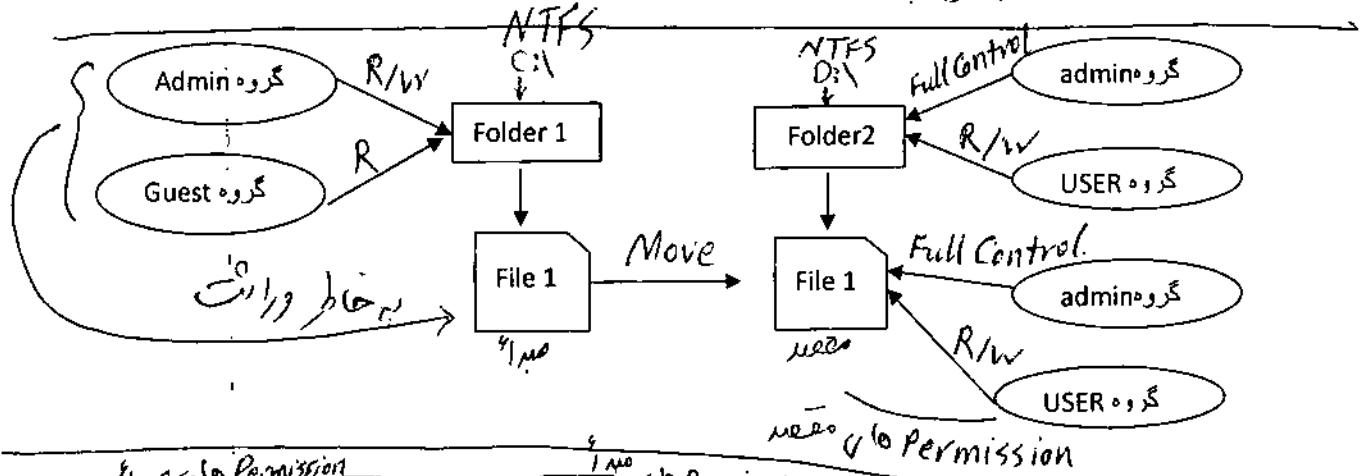 NTFS
C:\
NTFS
D:\
گروه Admin
R/W
Folder 1
Folder2
Full Control
گروه admin
گروه Guest
R
R/W
گروه USER
به خاطر وراثت
File 1
Move
File 1
Full Control.
گروه admin
مبدأ
مقصد
R/W
گروه USER
Permission های مقصد
Permission